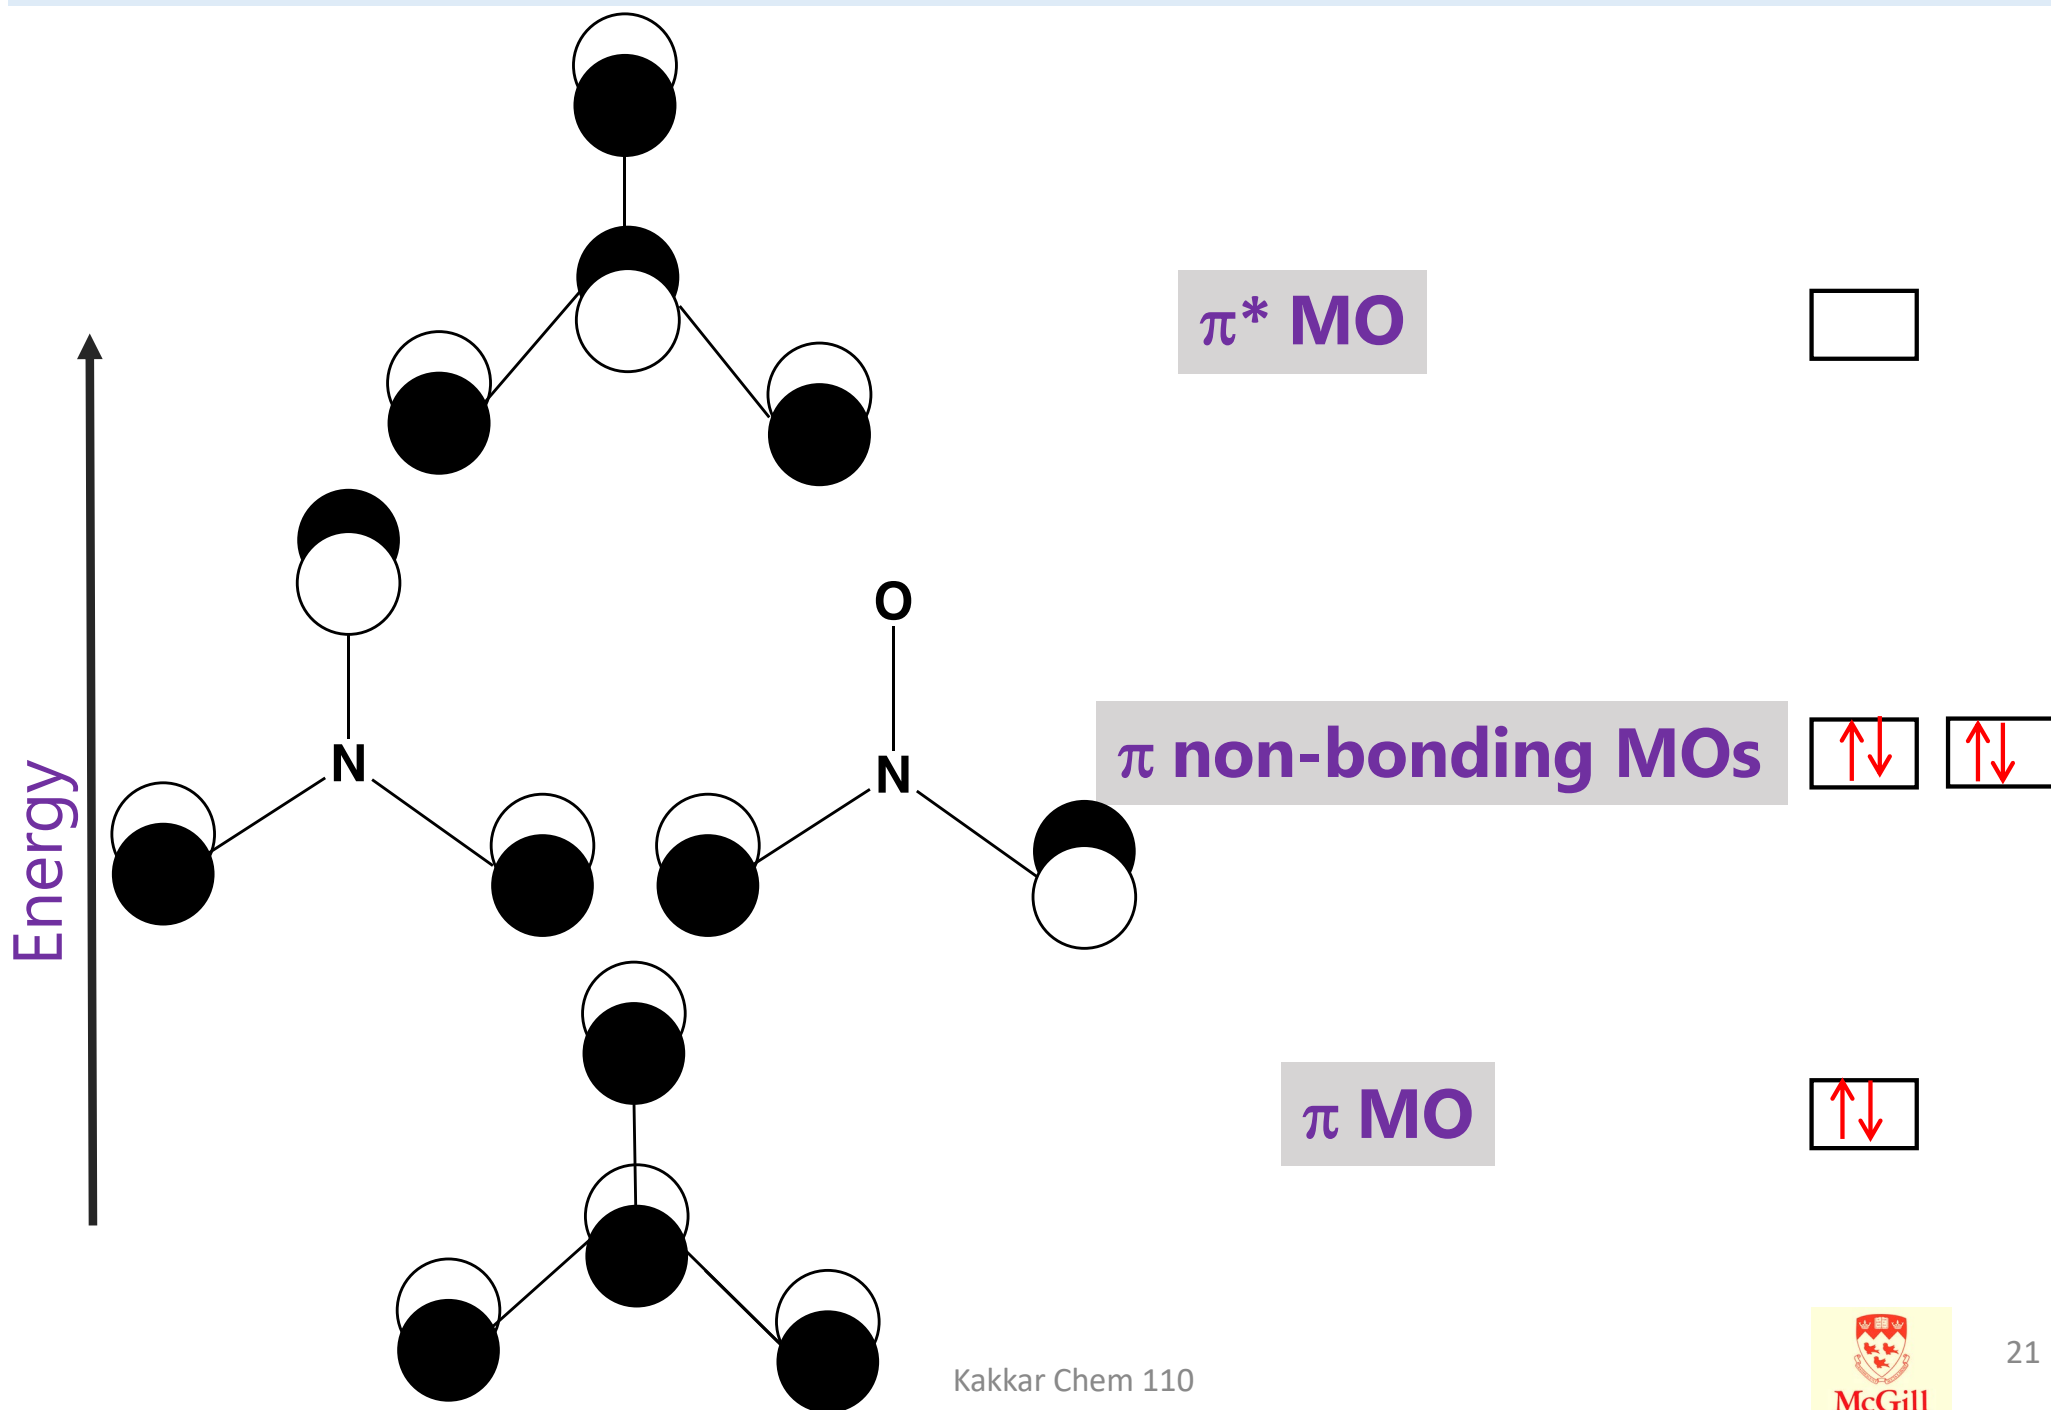 π* MO
O
N
N
π non-bonding MOs
Energy
π MO
Kakkar Chem 110
21
McGill